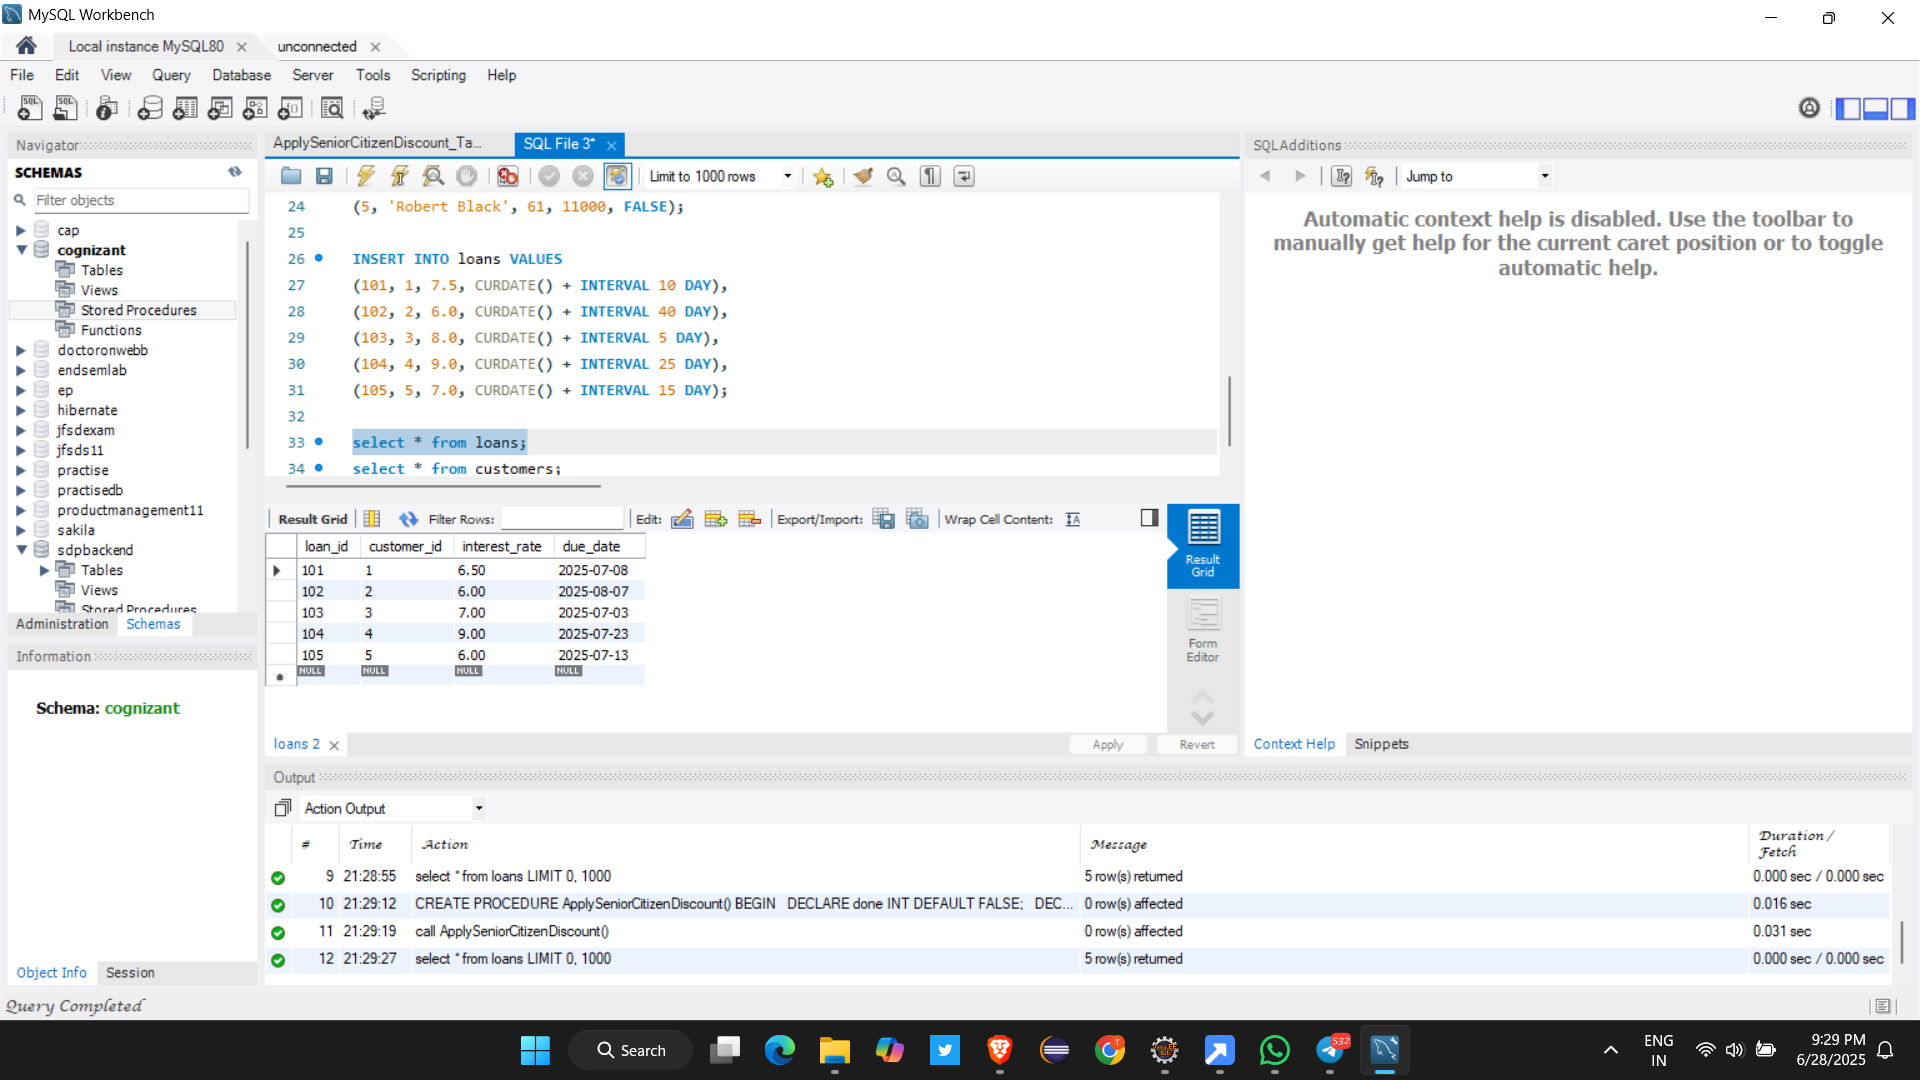 MySQL Workbench
Local instance MySQL80
unconnected
File Edit View Query Database Server Tools Scripting Help
Navigator
SCHEMAS
Filter objects
cap
cognizant
Tables
Views
Stored Procedures
Functions
doctoronwebb
endsemlab
ep
hibernate
jfsdexam
jfsds11
practise
practisedb
productmanagement11
sakila
sdpbackend
Tables
Views
Stored Procedures
Administration Schemas
Information
Schema: cognizant
Object Info Session
Query Completed
ApplySeniorCitizenDiscount_Ta...
SQL File 3*
Limit to 1000 rows
24 (5, 'Robert Black', 61, 11000, FALSE);
25
26 INSERT INTO loans VALUES
27 (101, 1, 7.5, CURDATE() + INTERVAL 10 DAY),
28 (102, 2, 6.0, CURDATE() + INTERVAL 40 DAY),
29 (103, 3, 8.0, CURDATE() + INTERVAL 5 DAY),
30 (104, 4, 9.0, CURDATE() + INTERVAL 25 DAY),
31 (105, 5, 7.0, CURDATE() + INTERVAL 15 DAY);
32
33 select * from loans;
34 select * from customers;
Result Grid Filter Rows: Edit: Export/Import: Wrap Cell Content:
loan_id customer_id interest_rate due_date
101 1 6.50 2025-07-08
102 2 6.00 2025-08-07
103 3 7.00 2025-07-03
104 4 9.00 2025-07-23
105 5 6.00 2025-07-13
NULL NULL NULL NULL
Result
Grid
Form
Editor
loans 2
Apply Revert
SQLAdditions
Jump to
Automatic context help is disabled. Use the toolbar to
manually get help for the current caret position or to toggle
automatic help.
Context Help Snippets
Output
Action Output
# Time Action Message Duration / Fetch
9 21:28:55 select * from loans LIMIT 0, 1000 5 row(s) returned 0.000 sec / 0.000 sec
10 21:29:12 CREATE PROCEDURE ApplySeniorCitizenDiscount() BEGIN DECLARE done INT DEFAULT FALSE; DEC... 0 row(s) affected 0.016 sec
11 21:29:19 call ApplySeniorCitizenDiscount() 0 row(s) affected 0.031 sec
12 21:29:27 select * from loans LIMIT 0, 1000 5 row(s) returned 0.000 sec / 0.000 sec
Search
532
ENG
IN
9:29 PM
6/28/2025